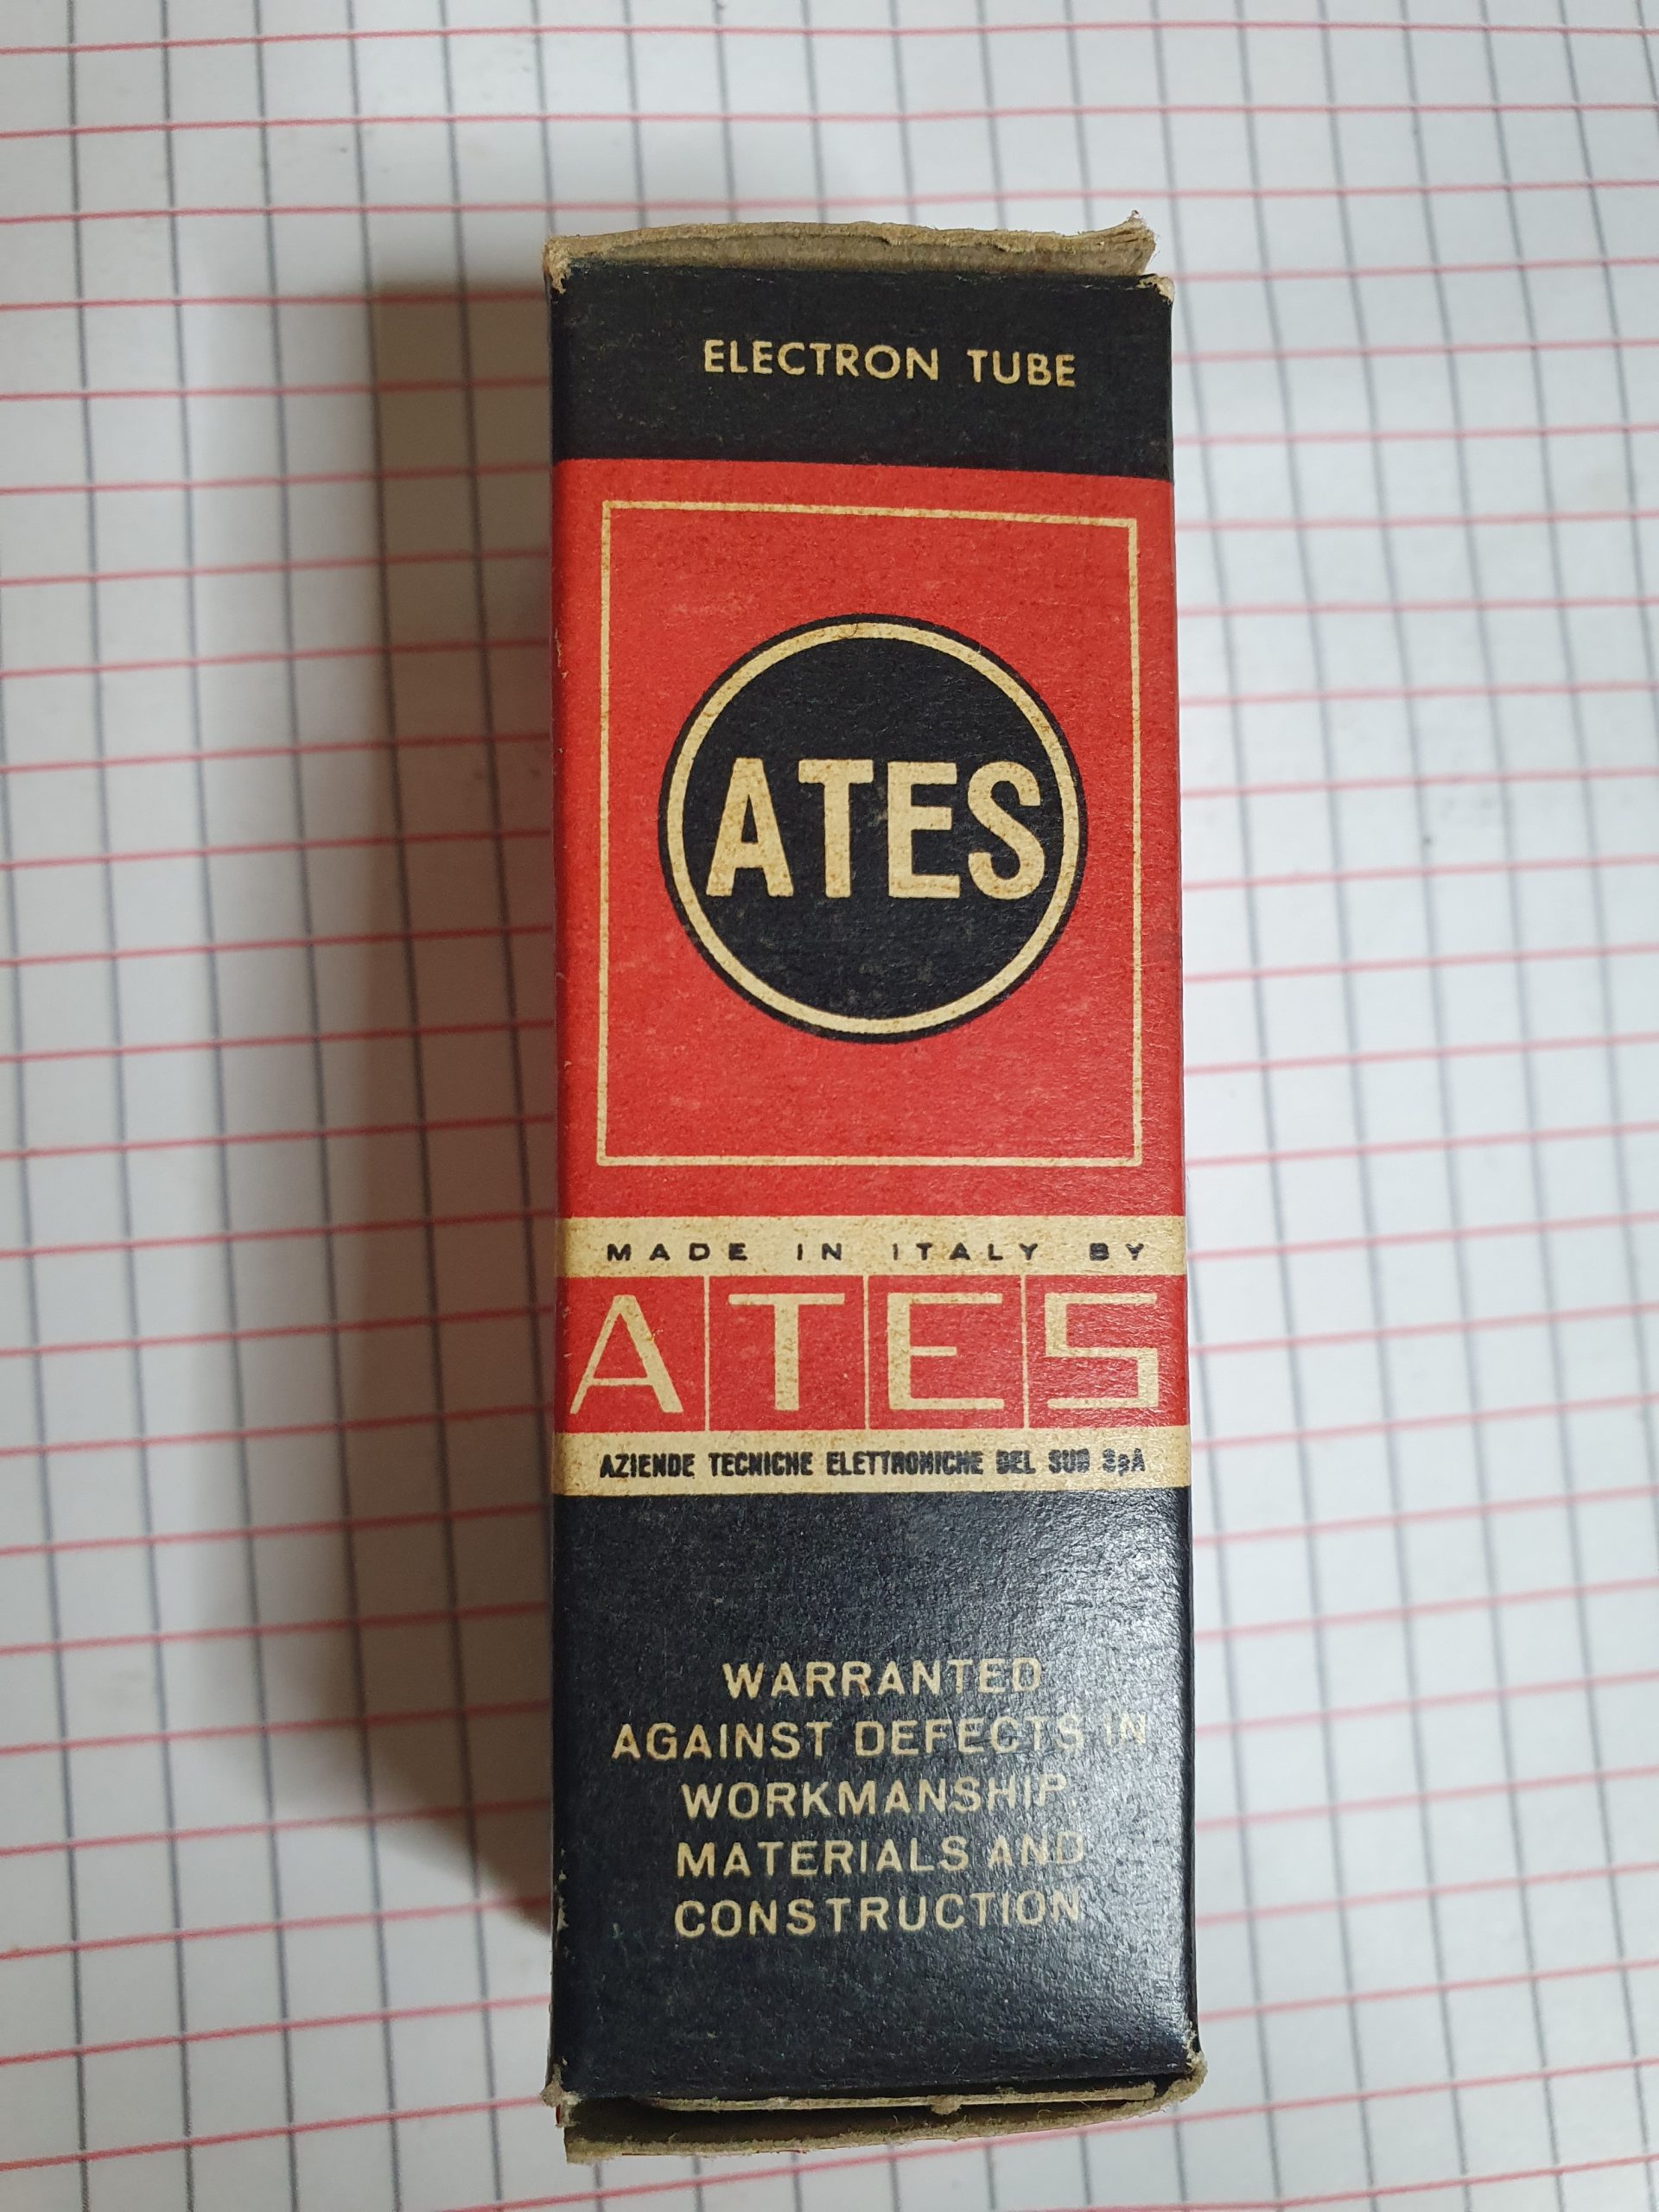 ELECTRON TUBE
ATES
MADE IN ITALY BY
ATES
AZIENDE TECNICHE ELETTRONICHE DEL SUD SpA
WARRANTED
AGAINST DEFECTS IN
WORKMANSHIP,
MATERIALS AND
CONSTRUCTION